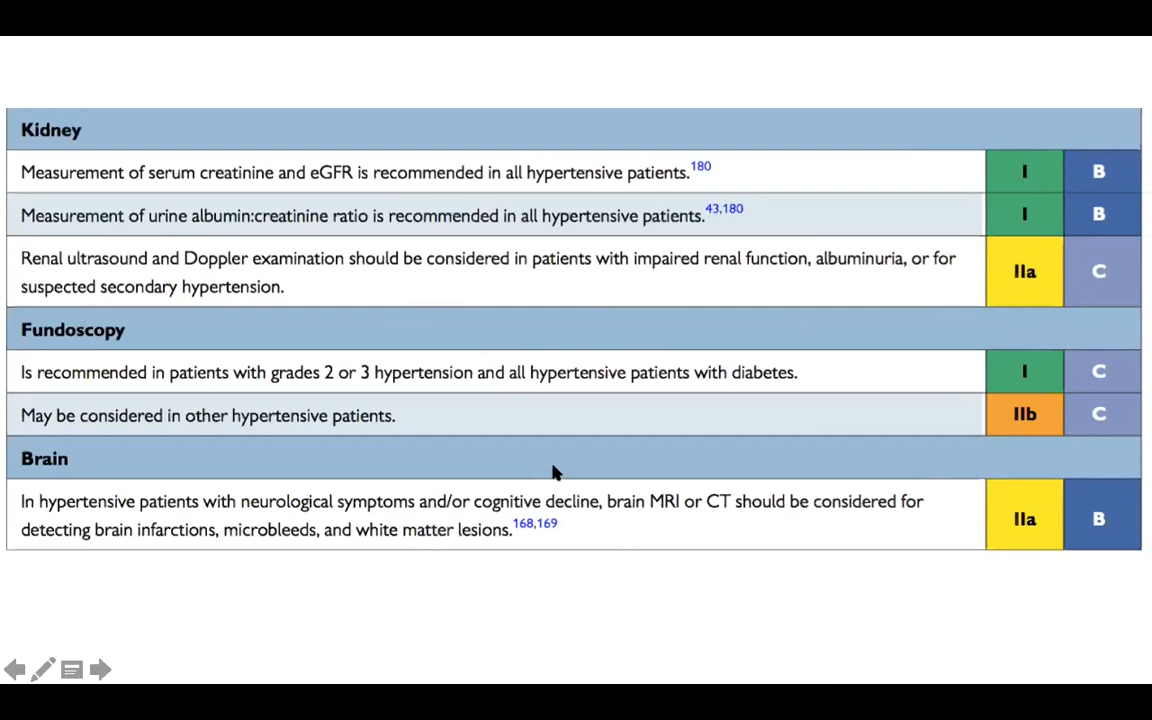 Kidney
Measurement of serum creatinine and eGFR is recommended in all hypertensive patients.180 I B
Measurement of urine albumin:creatinine ratio is recommended in all hypertensive patients.43,180 I B
Renal ultrasound and Doppler examination should be considered in patients with impaired renal function, albuminuria, or for
suspected secondary hypertension. IIa C
Fundoscopy
Is recommended in patients with grades 2 or 3 hypertension and all hypertensive patients with diabetes. I C
May be considered in other hypertensive patients. IIb C
Brain
In hypertensive patients with neurological symptoms and/or cognitive decline, brain MRI or CT should be considered for
detecting brain infarctions, microbleeds, and white matter lesions.168,169 IIa B